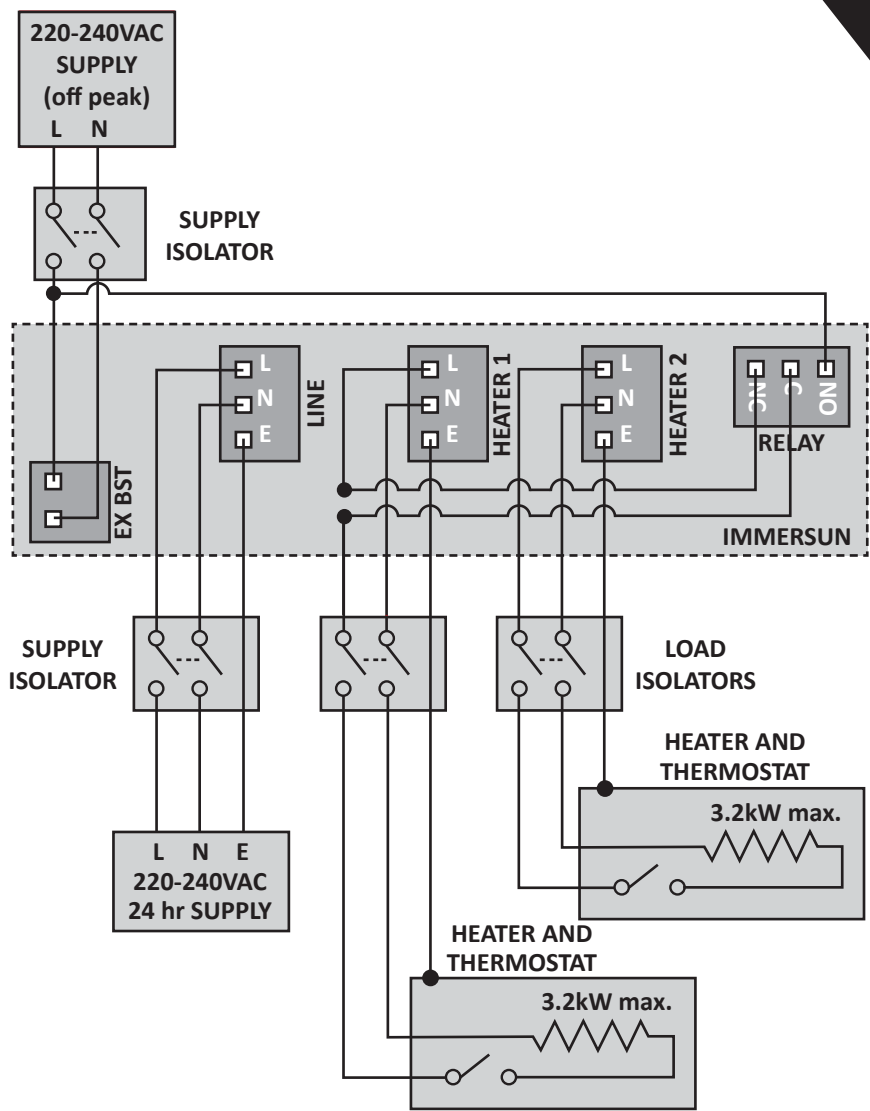 220-240VAC
SUPPLY
(off peak)
L N
SUPPLY
ISOLATOR
L
N
E
LINE
L
N
E
HEATER 1
L
N
E
HEATER 2
NC
C
NO
RELAY
EX BST
IMMERSUN
SUPPLY
ISOLATOR
LOAD
ISOLATORS
HEATER AND
THERMOSTAT
3.2kW max.
L N E
220-240VAC
24 hr SUPPLY
HEATER AND
THERMOSTAT
3.2kW max.